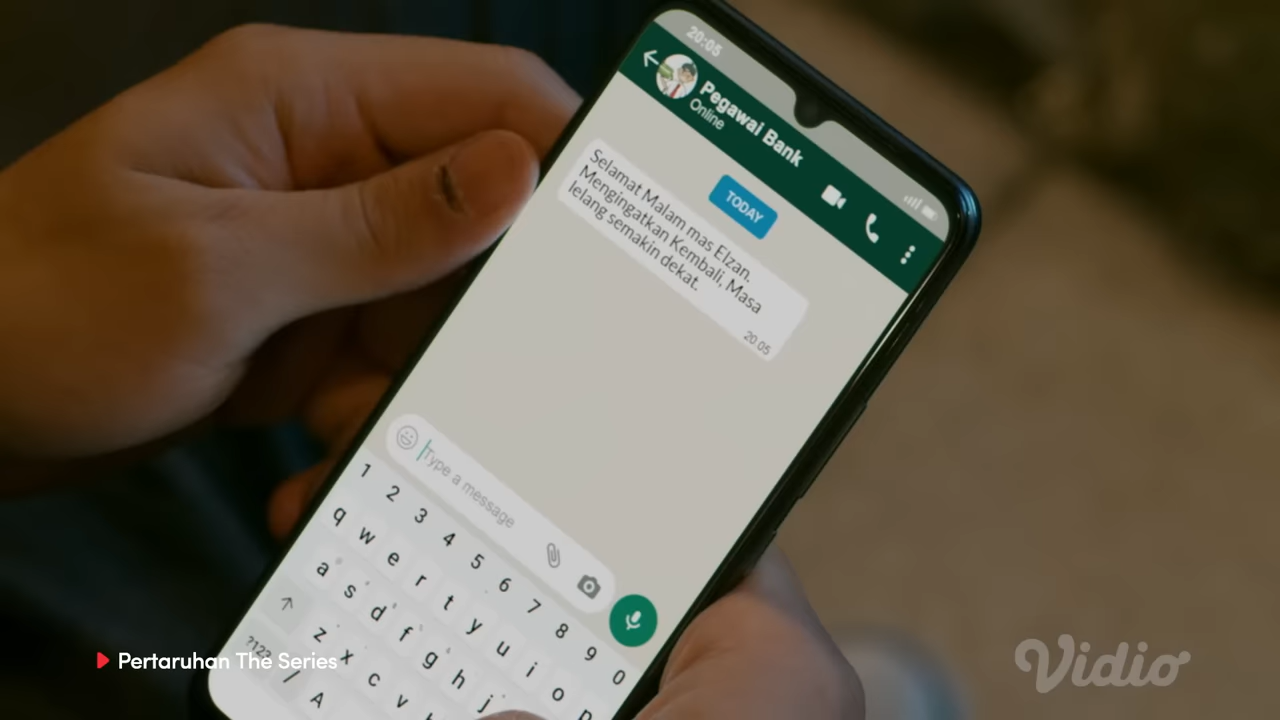 20:05
Pegawai Bank
Online
TODAY
Selamat Malam mas Elzan.
Mengingatkan Kembali, Masa
lelang semakin dekat.
20.05
Type a message
1 2 3 4 5 6 7 8 9 0
q w e r t y u i o p
a s d f g h j
z x c v
?123 / A
Pertaruhan The Series
Vidio